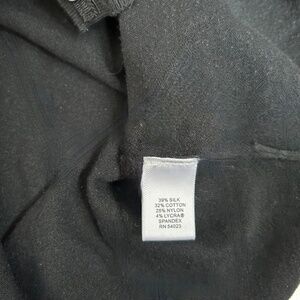 39% SILK
32% COTTON
25% NYLON
4% LYCRA®
SPANDEX
RN 54023